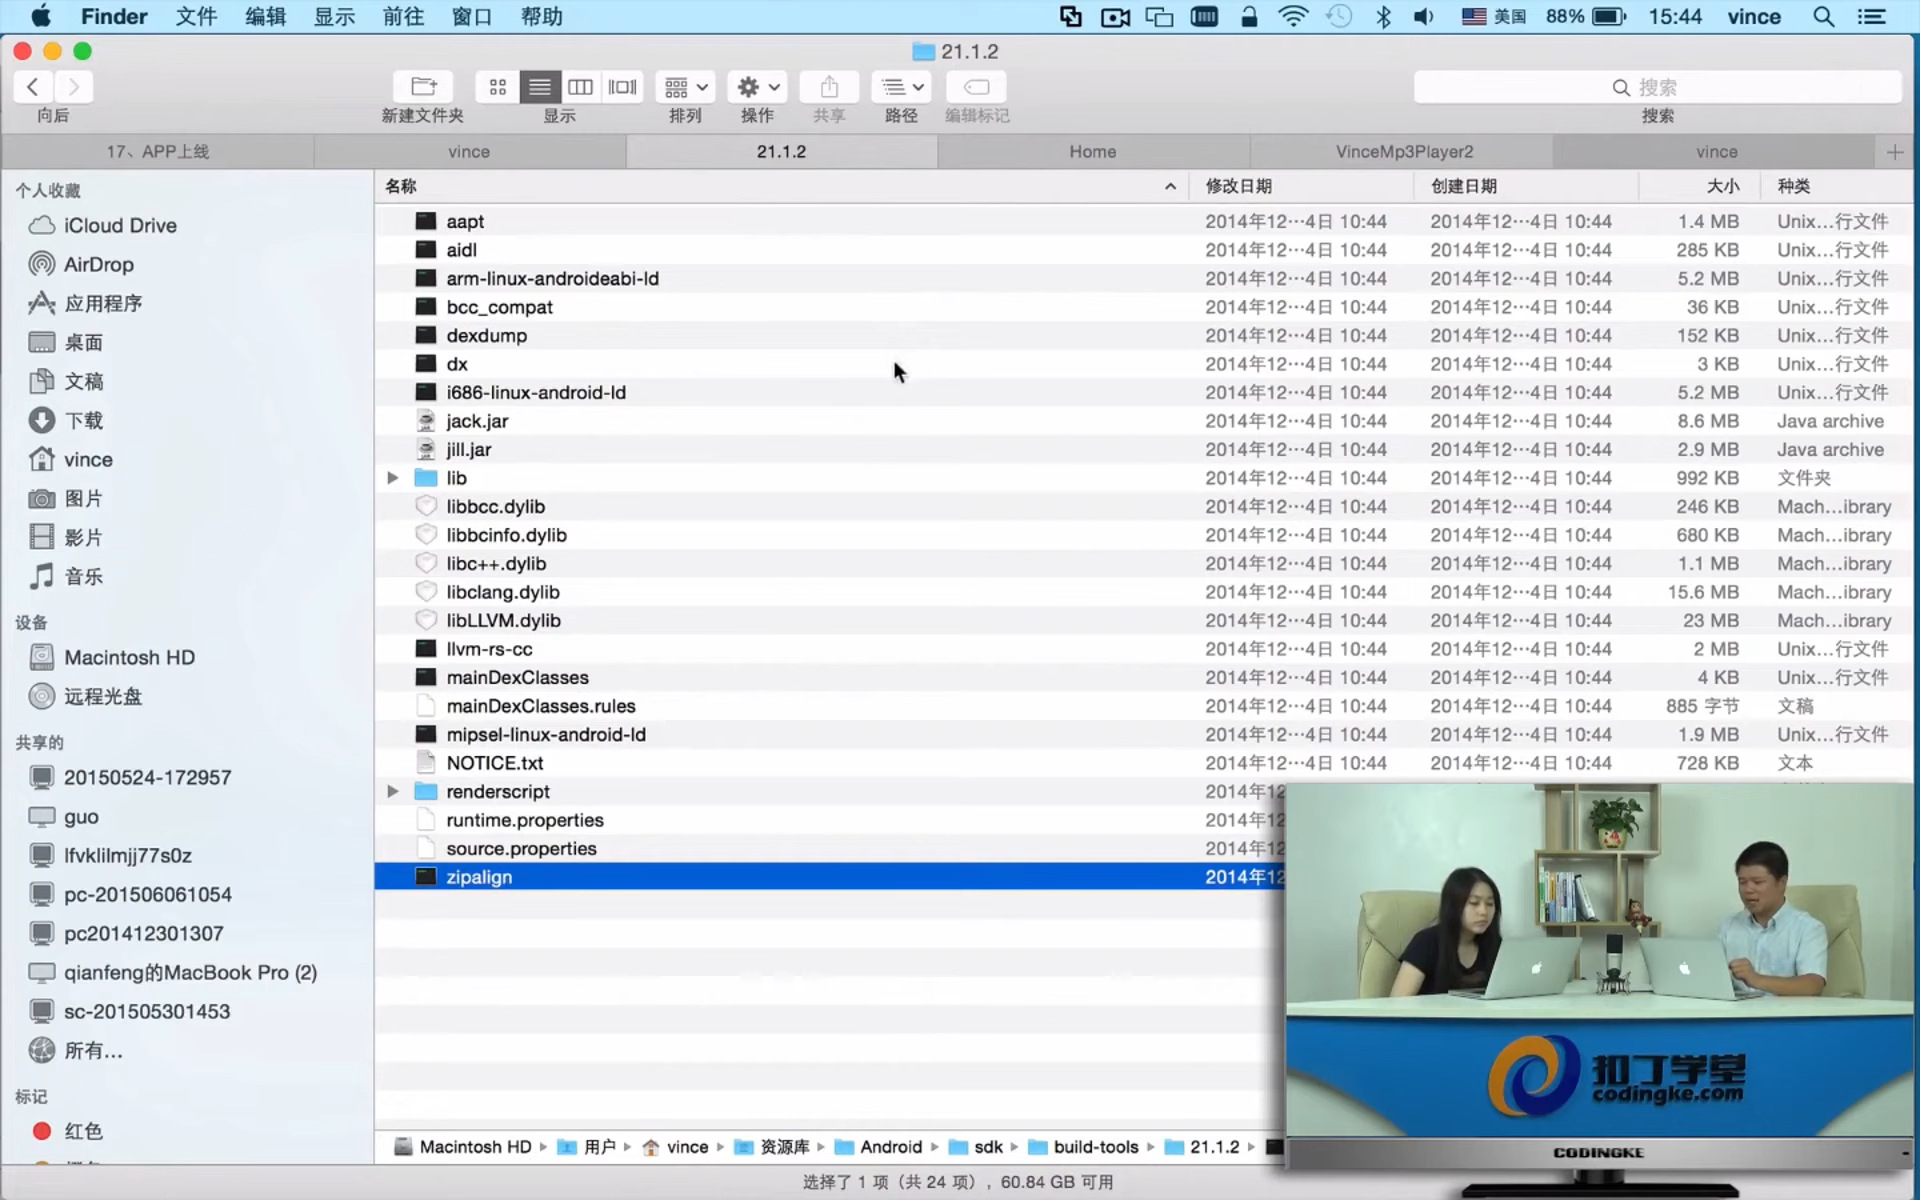 Finder 文件 编辑 显示 前往 窗口 帮助 美国 88% 15:44 vince
21.1.2
搜索
向后 新建文件夹 显示 排列 操作 共享 路径 编辑标记 搜索
17、APP上线 vince 21.1.2 Home VinceMp3Player2 vince
个人收藏
iCloud Drive
AirDrop
应用程序
桌面
文稿
下载
vince
图片
影片
音乐
设备
Macintosh HD
远程光盘
共享的
20150524-172957
guo
lfvklilmjj77s0z
pc-201506061054
pc201412301307
qianfeng的MacBook Pro (2)
sc-201505301453
所有...
标记
红色
名称 修改日期 创建日期 大小 种类
aapt 2014年12···4日 10:44 2014年12···4日 10:44 1.4 MB Unix...行文件
aidl 2014年12···4日 10:44 2014年12···4日 10:44 285 KB Unix...行文件
arm-linux-androideabi-ld 2014年12···4日 10:44 2014年12···4日 10:44 5.2 MB Unix...行文件
bcc_compat 2014年12···4日 10:44 2014年12···4日 10:44 36 KB Unix...行文件
dexdump 2014年12···4日 10:44 2014年12···4日 10:44 152 KB Unix...行文件
dx 2014年12···4日 10:44 2014年12···4日 10:44 3 KB Unix...行文件
i686-linux-android-ld 2014年12···4日 10:44 2014年12···4日 10:44 5.2 MB Unix...行文件
jack.jar 2014年12···4日 10:44 2014年12···4日 10:44 8.6 MB Java archive
jill.jar 2014年12···4日 10:44 2014年12···4日 10:44 2.9 MB Java archive
lib 2014年12···4日 10:44 2014年12···4日 10:44 992 KB 文件夹
libbcc.dylib 2014年12···4日 10:44 2014年12···4日 10:44 246 KB Mach...ibrary
libbcinfo.dylib 2014年12···4日 10:44 2014年12···4日 10:44 680 KB Mach...ibrary
libc++.dylib 2014年12···4日 10:44 2014年12···4日 10:44 1.1 MB Mach...ibrary
libclang.dylib 2014年12···4日 10:44 2014年12···4日 10:44 15.6 MB Mach...ibrary
libLLVM.dylib 2014年12···4日 10:44 2014年12···4日 10:44 23 MB Mach...ibrary
llvm-rs-cc 2014年12···4日 10:44 2014年12···4日 10:44 2 MB Unix...行文件
mainDexClasses 2014年12···4日 10:44 2014年12···4日 10:44 4 KB Unix...行文件
mainDexClasses.rules 2014年12···4日 10:44 2014年12···4日 10:44 885 字节 文稿
mipsel-linux-android-ld 2014年12···4日 10:44 2014年12···4日 10:44 1.9 MB Unix...行文件
NOTICE.txt 2014年12···4日 10:44 2014年12···4日 10:44 728 KB 文本
renderscript 2014年12
runtime.properties 2014年12
source.properties 2014年12
zipalign 2014年12
Macintosh HD 用户 vince 资源库 Android sdk build-tools 21.1.2
选择了 1 项（共 24 项），60.84 GB 可用
扣丁学堂
codingke.com
CODINGKE